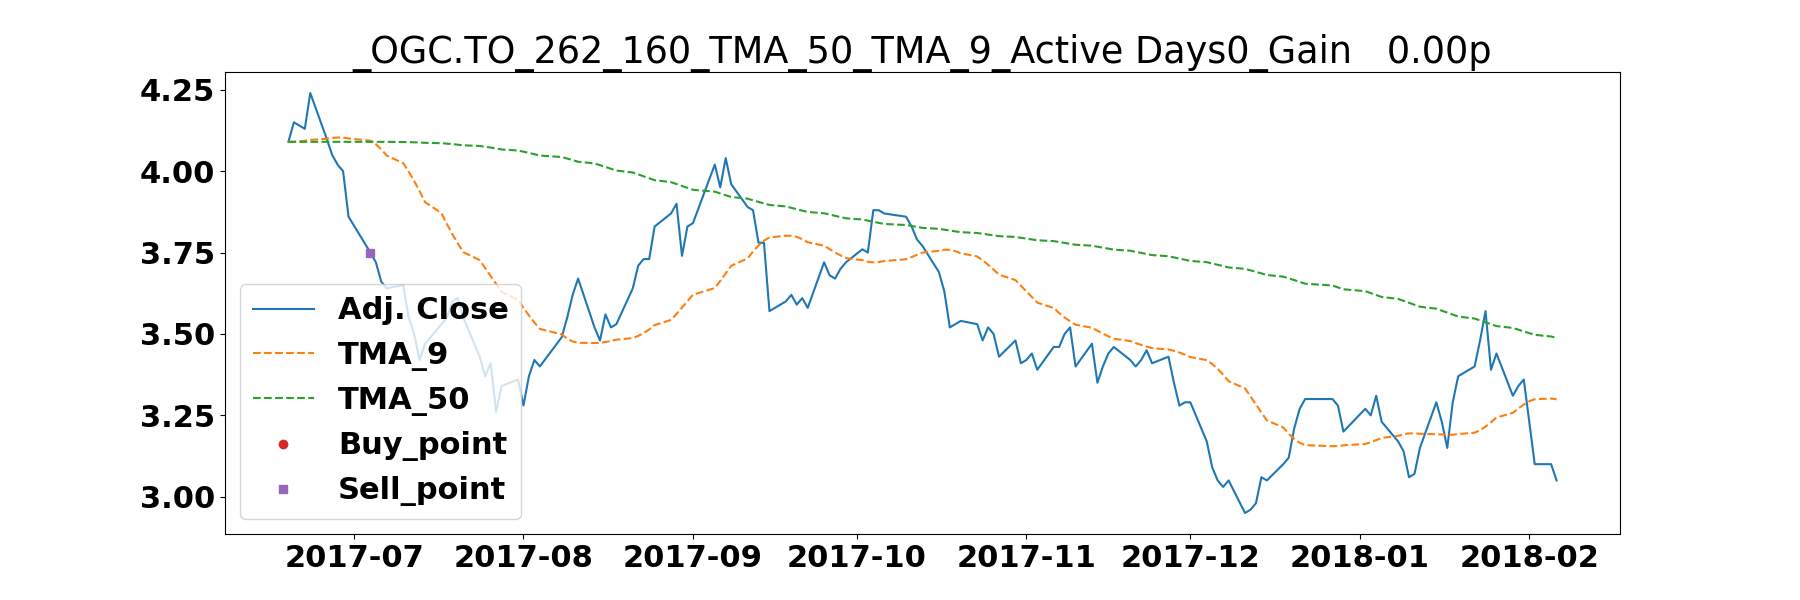 _OGC.TO_262_160_TMA_50_TMA_9_Active Days0_Gain   0.00p
4.25
4.00
3.75
3.50
3.25
3.00
Adj. Close
TMA_9
TMA_50
Buy_point
Sell_point
2017-07 2017-08 2017-09 2017-10 2017-11 2017-12 2018-01 2018-02